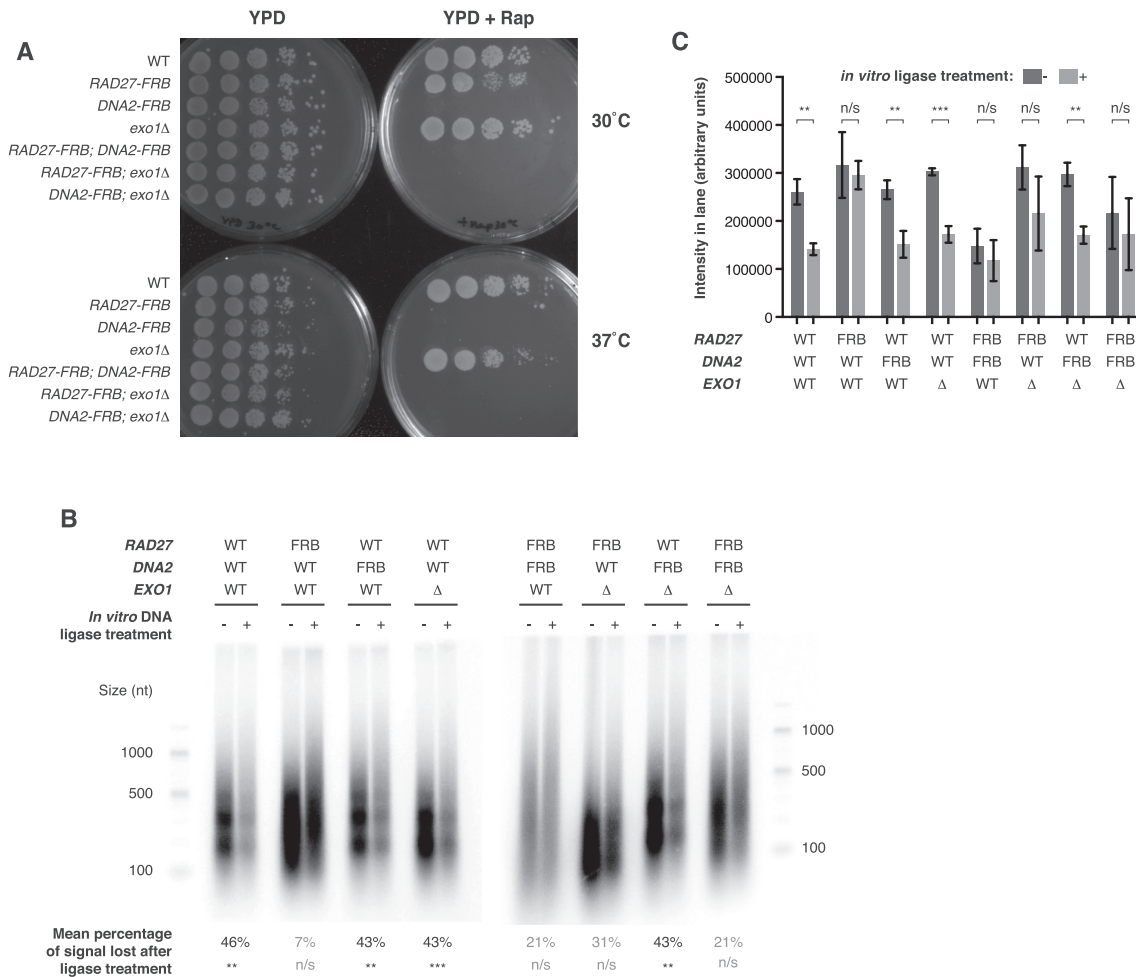 YPD
YPD + Rap
A
WT
RAD27-FRB
DNA2-FRB
exo1Δ
RAD27-FRB; DNA2-FRB
RAD27-FRB; exo1Δ
DNA2-FRB; exo1Δ
30°C
YPD 30°C
+Rap 30°C
WT
RAD27-FRB
DNA2-FRB
exo1Δ
RAD27-FRB; DNA2-FRB
RAD27-FRB; exo1Δ
DNA2-FRB; exo1Δ
37°C
C
in vitro ligase treatment: - +
Intensity in lane (arbitrary units)
500000
400000
300000
200000
100000
0
** n/s ** *** n/s n/s ** n/s
RAD27 WT FRB WT WT FRB FRB WT FRB
DNA2 WT WT FRB WT FRB WT FRB FRB
EXO1 WT WT WT Δ WT Δ Δ Δ
B
RAD27 WT FRB WT WT FRB FRB WT FRB
DNA2 WT WT FRB WT FRB WT FRB FRB
EXO1 WT WT WT Δ WT Δ Δ Δ
In vitro DNA
ligase treatment
- + - + - + - + - + - + - + - +
Size (nt)
1000
500
100
1000
500
100
Mean percentage
of signal lost after
ligase treatment
46% 7% 43% 43% 21% 31% 43% 21%
** n/s ** *** n/s n/s ** n/s